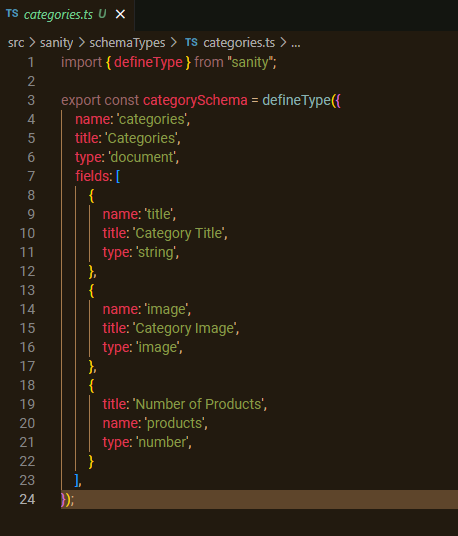 TS categories.ts U ×
src > sanity > schemaTypes > TS categories.ts > ...
1 import { defineType } from "sanity";
2
3 export const categorySchema = defineType({
4 name: 'categories',
5 title: 'Categories',
6 type: 'document',
7 fields: [
8 {
9 name: 'title',
10 title: 'Category Title',
11 type: 'string',
12 },
13 {
14 name: 'image',
15 title: 'Category Image',
16 type: 'image',
17 },
18 {
19 title: 'Number of Products',
20 name: 'products',
21 type: 'number',
22 }
23 ],
24 });